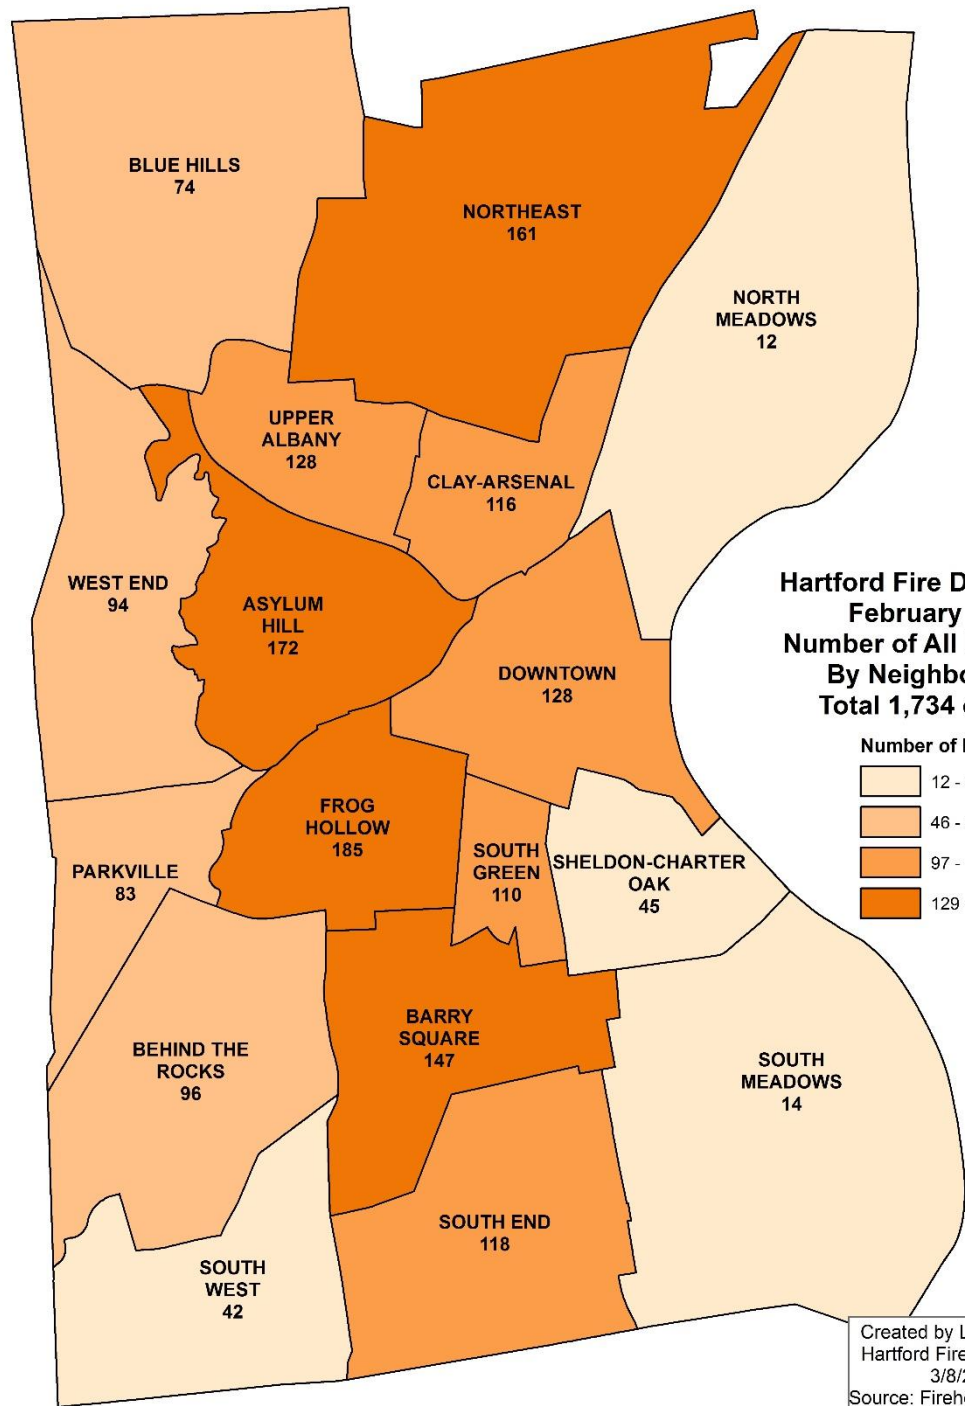 BLUE HILLS
74
NORTHEAST
161
NORTH
MEADOWS
12
UPPER
ALBANY
128
CLAY-ARSENAL
116
WEST END
94
ASYLUM
HILL
172
DOWNTOWN
128
Hartford Fire D
February
Number of All
By Neighbo
Total 1,734
Number of
12 -
46 -
97 -
129
FROG
HOLLOW
185
SOUTH
GREEN
110
SHELDON-CHARTER
OAK
45
PARKVILLE
83
BARRY
SQUARE
147
BEHIND THE
ROCKS
96
SOUTH
MEADOWS
14
SOUTH END
118
SOUTH
WEST
42
Created by L
Hartford Fire
3/8/2
Source: Fireh